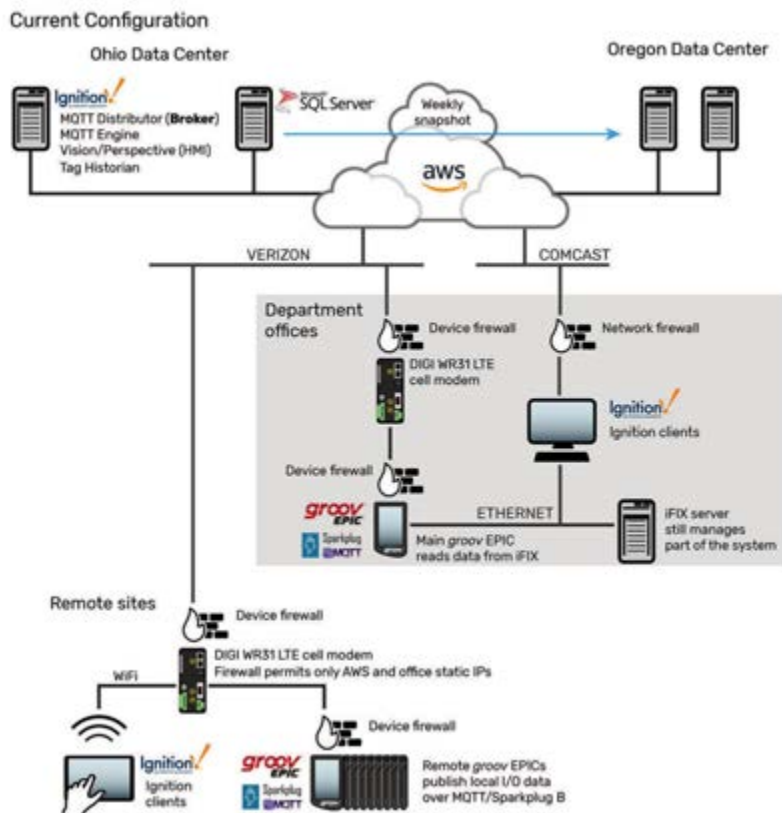 Current Configuration
Ohio Data Center
Oregon Data Center
Ignition!
MQTT Distributor (Broker)
MQTT Engine
Vision/Perspective (HMI)
Tag Historian
Microsoft
SQL Server
Weekly
snapshot
aws
VERIZON
COMCAST
Department
offices
Device firewall
Network firewall
DIGI WR31 LTE
cell modem
Ignition!
Ignition clients
Device firewall
groov
EPIC
Sparkplug
MQTT
ETHERNET
Main groov EPIC
reads data from iFIX
iFIX server
still manages
part of the system
Remote sites
Device firewall
DIGI WR31 LTE cell modem
Firewall permits only AWS and office static IPs
WiFi
Device firewall
Ignition!
Ignition
clients
groov
EPIC
Sparkplug
MQTT
Remote groov EPICs
publish local I/O data
over MQTT/Sparkplug B